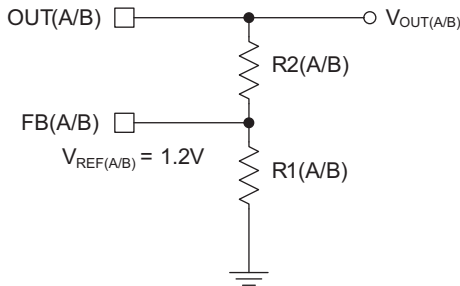 OUT(A/B)
VOUT(A/B)
R2(A/B)
FB(A/B)
VREF(A/B) = 1.2V
R1(A/B)